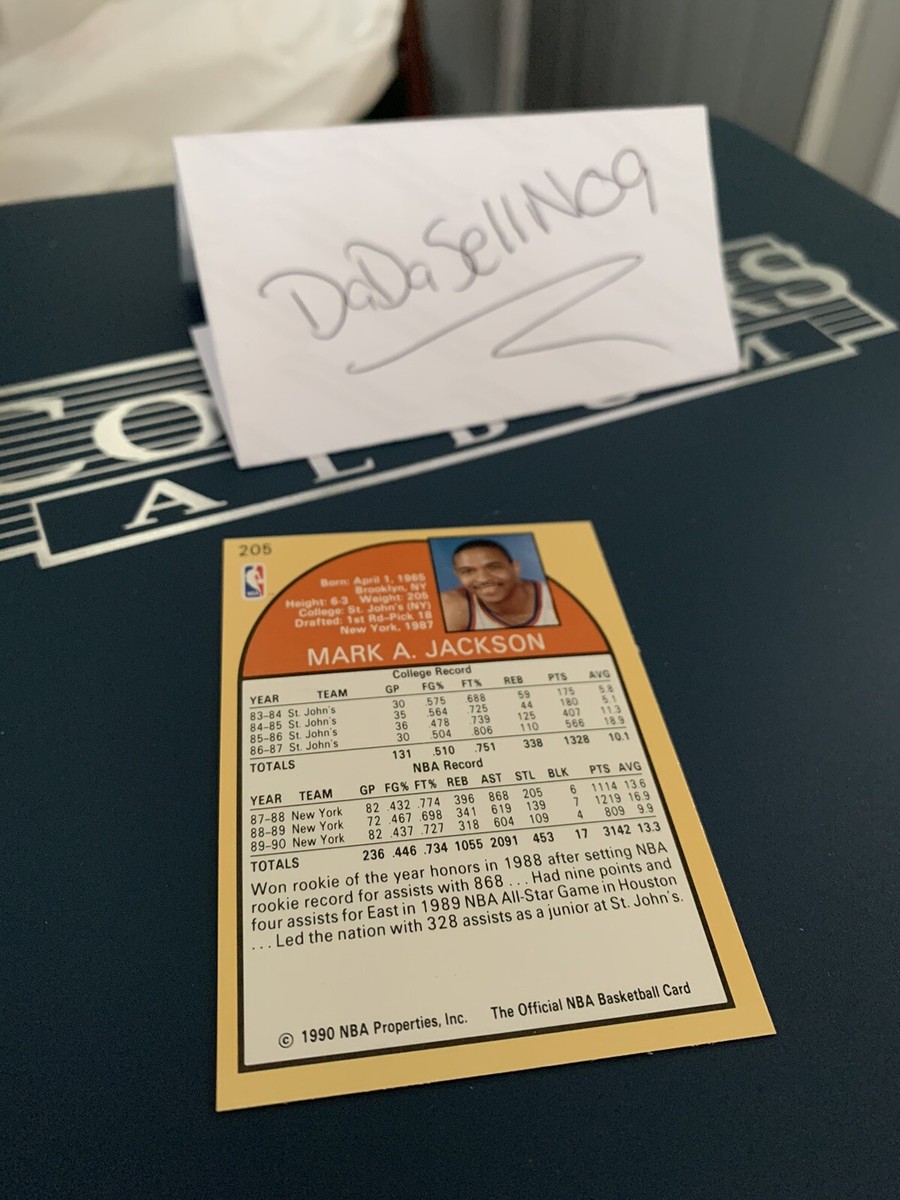 DaDaSellN09
A L B U M
205
Born: April 1, 1965
Brooklyn, NY
Height: 6-3 Weight: 205
College: St. John's (NY)
Drafted: 1st Rd-Pick 18
New York, 1987
MARK A. JACKSON
College Record
YEAR TEAM GP FG% FT% REB PTS AVG
83-84 St. John's 30 .575 .688 59 175 5.8
84-85 St. John's 35 .564 .725 44 180 5.1
85-86 St. John's 36 .478 .739 125 407 11.3
86-87 St. John's 30 .504 .806 110 566 18.9
TOTALS 131 .510 .751 338 1328 10.1
NBA Record
YEAR TEAM GP FG% FT% REB AST STL BLK PTS AVG
87-88 New York 82 .432 .774 396 868 205 6 1114 13.6
88-89 New York 72 .467 .698 341 619 139 7 1219 16.9
89-90 New York 82 .437 .727 318 604 109 4 809 9.9
TOTALS 236 .446 .734 1055 2091 453 17 3142 13.3
Won rookie of the year honors in 1988 after setting NBA
rookie record for assists with 868 . . . Had nine points and
four assists for East in 1989 NBA All-Star Game in Houston
. . . Led the nation with 328 assists as a junior at St. John's.
© 1990 NBA Properties, Inc. The Official NBA Basketball Card